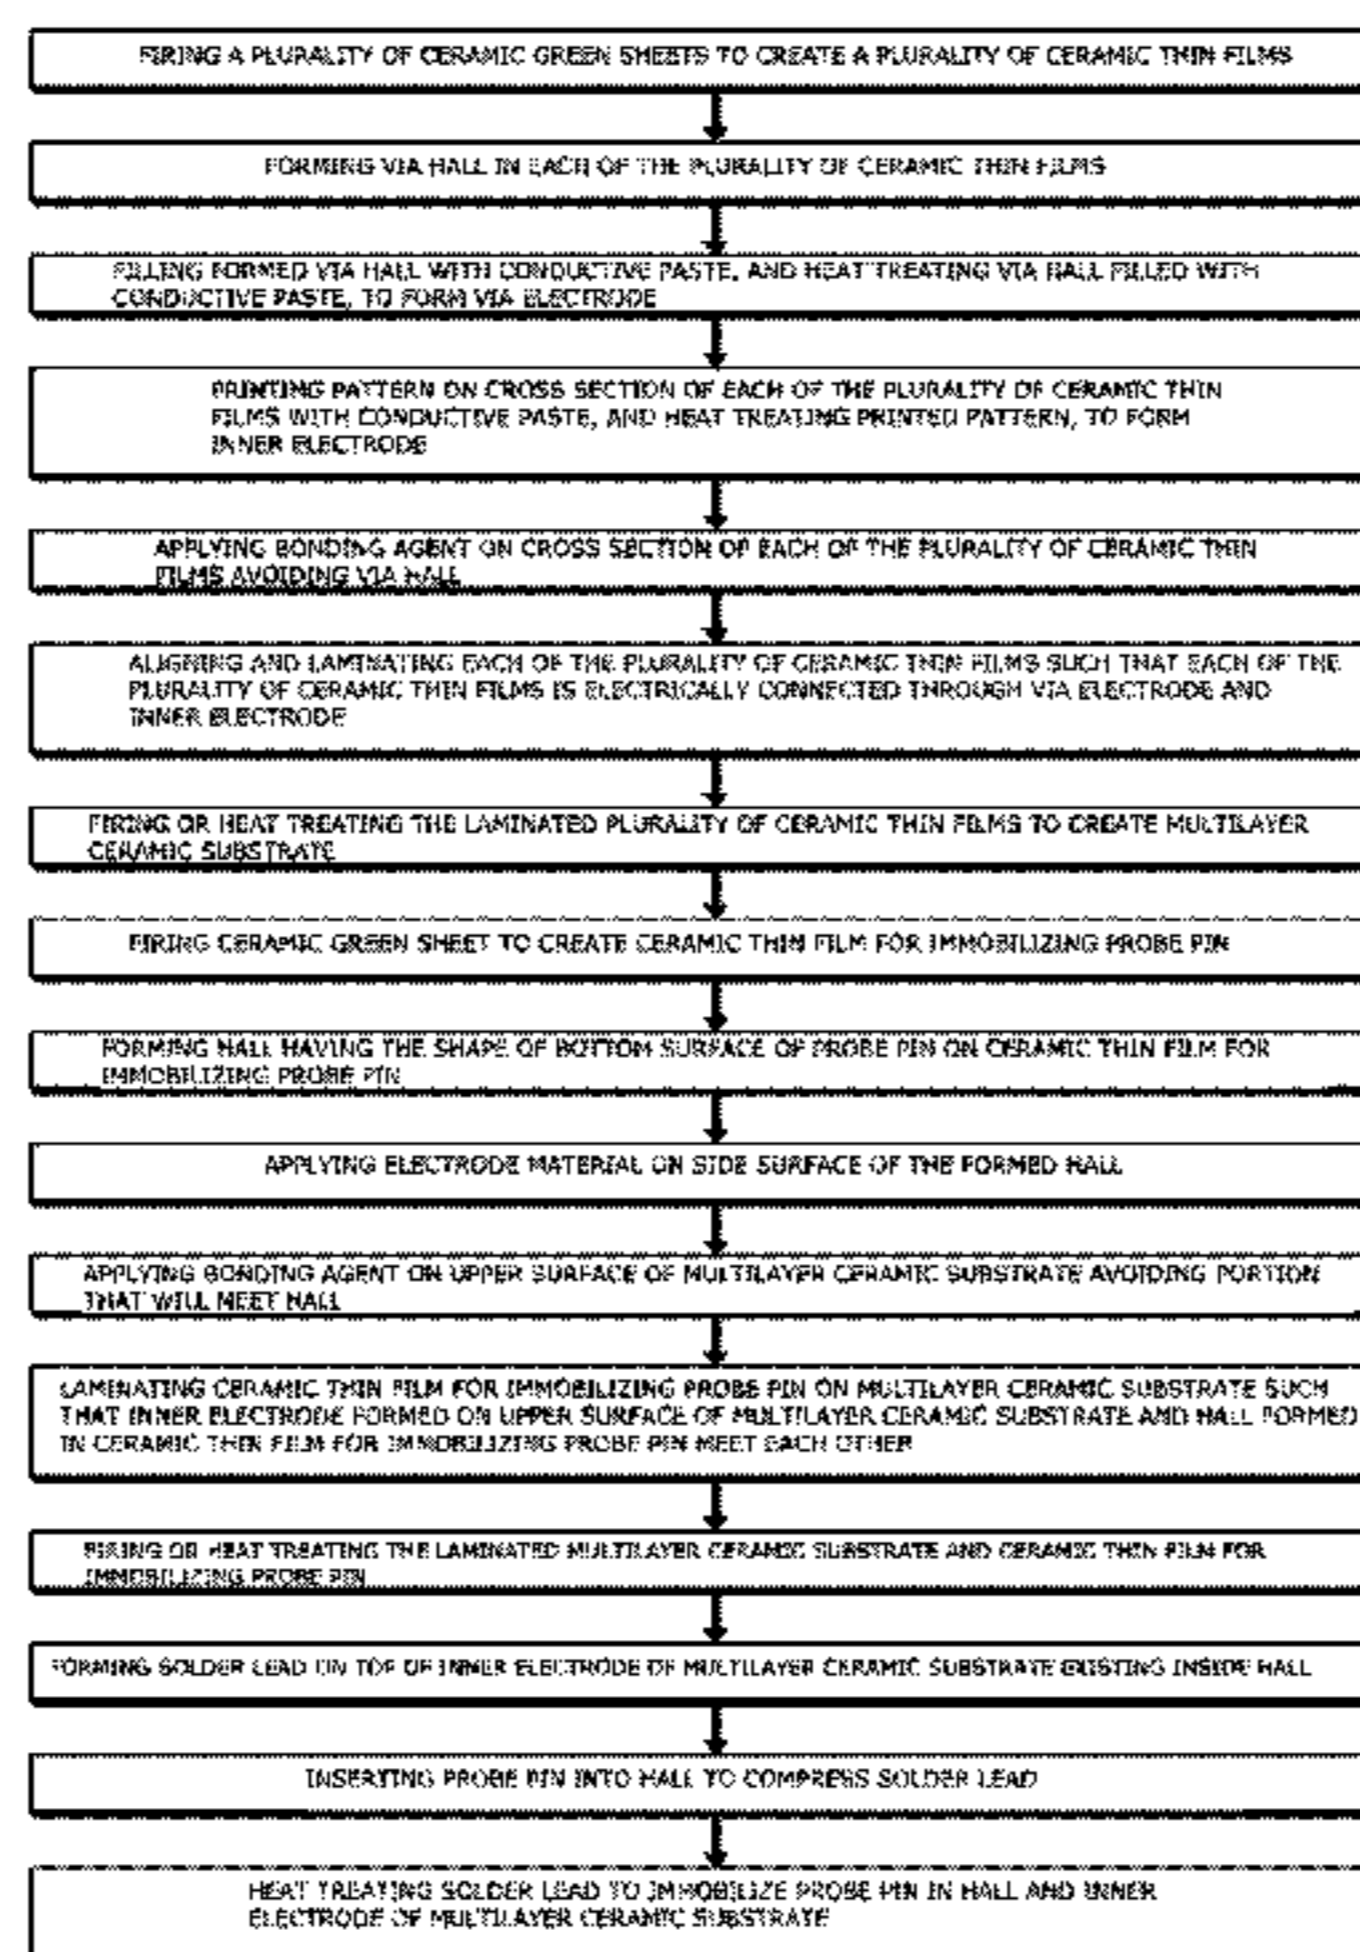 FIRING A PLURALITY OF CERAMIC GREEN SHEETS TO CREATE A PLURALITY OF CERAMIC THIN FILMS
FORMING VIA HALL IN EACH OF THE PLURALITY OF CERAMIC THIN FILMS
FILLING FORMED VIA HALL WITH CONDUCTIVE PASTE, AND HEAT TREATING VIA HALL FILLED WITH
CONDUCTIVE PASTE, TO FORM VIA ELECTRODE
PRINTING PATTERN ON CROSS SECTION OF EACH OF THE PLURALITY OF CERAMIC THIN
FILMS WITH CONDUCTIVE PASTE, AND HEAT TREATING PRINTED PATTERN, TO FORM
INNER ELECTRODE
APPLYING BONDING AGENT ON CROSS SECTION OF EACH OF THE PLURALITY OF CERAMIC THIN
FILMS AVOIDING VIA HALL
ALIGNING AND LAMINATING EACH OF THE PLURALITY OF CERAMIC THIN FILMS SUCH THAT EACH OF THE
PLURALITY OF CERAMIC THIN FILMS IS ELECTRICALLY CONNECTED THROUGH VIA ELECTRODE AND
INNER ELECTRODE
FIRING OR HEAT TREATING THE LAMINATED PLURALITY OF CERAMIC THIN FILMS TO CREATE MULTILAYER
CERAMIC SUBSTRATE
FIRING CERAMIC GREEN SHEET TO CREATE CERAMIC THIN FILM FOR IMMOBILIZING PROBE PIN
FORMING HALL HAVING THE SHAPE OF BOTTOM SURFACE OF PROBE PIN ON CERAMIC THIN FILM FOR
IMMOBILIZING PROBE PIN
APPLYING ELECTRODE MATERIAL ON SIDE SURFACE OF THE FORMED HALL
APPLYING BONDING AGENT ON UPPER SURFACE OF MULTILAYER CERAMIC SUBSTRATE AVOIDING PORTION
THAT WILL MEET HALL
LAMINATING CERAMIC THIN FILM FOR IMMOBILIZING PROBE PIN ON MULTILAYER CERAMIC SUBSTRATE SUCH
THAT INNER ELECTRODE FORMED ON UPPER SURFACE OF MULTILAYER CERAMIC SUBSTRATE AND HALL FORMED
IN CERAMIC THIN FILM FOR IMMOBILIZING PROBE PIN MEET EACH OTHER
FIRING OR HEAT TREATING THE LAMINATED MULTILAYER CERAMIC SUBSTRATE AND CERAMIC THIN FILM FOR
IMMOBILIZING PROBE PIN
FORMING SOLDER LEAD ON TOP OF INNER ELECTRODE OF MULTILAYER CERAMIC SUBSTRATE EXISTING INSIDE HALL
INSERTING PROBE PIN INTO HALL TO COMPRESS SOLDER LEAD
HEAT TREATING SOLDER LEAD TO IMMOBILIZE PROBE PIN IN HALL AND INNER
ELECTRODE OF MULTILAYER CERAMIC SUBSTRATE